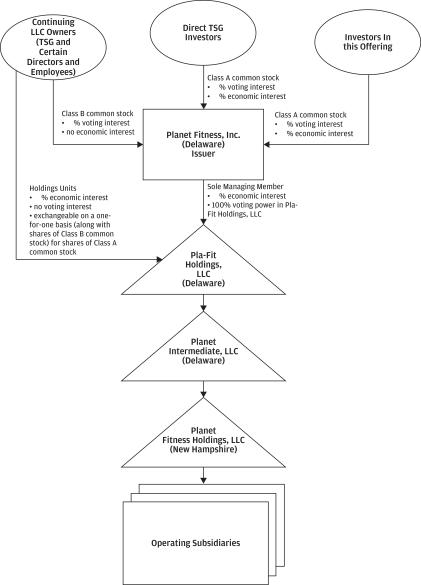 Continuing
LLC Owners
(TSG and
Certain
Directors and
Employees)
Direct TSG
Investors
Investors In
this Offering
Class A common stock
•   % voting interest
•   % economic interest
Class B common stock
•   % voting interest
• no economic interest
Class A common stock
•   % voting interest
•   % economic interest
Planet Fitness, Inc.
(Delaware)
Issuer
Holdings Units
•   % economic interest
• no voting interest
• exchangeable on a one-
for-one basis (along with
shares of Class B common
stock) for shares of Class A
common stock
Sole Managing Member
•   % economic interest
• 100% voting power in Pla-
Fit Holdings, LLC
Pla-Fit
Holdings,
LLC
(Delaware)
Planet
Intermediate, LLC
(Delaware)
Planet
Fitness Holdings, LLC
(New Hampshire)
Operating Subsidiaries